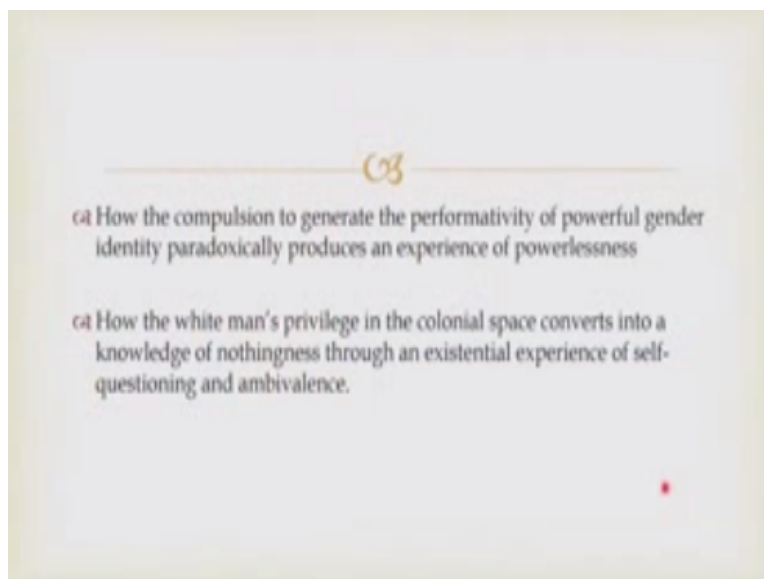 How the compulsion to generate the performativity of powerful gender
identity paradoxically produces an experience of powerlessness
How the white man's privilege in the colonial space converts into a
knowledge of nothingness through an existential experience of self-
questioning and ambivalence.